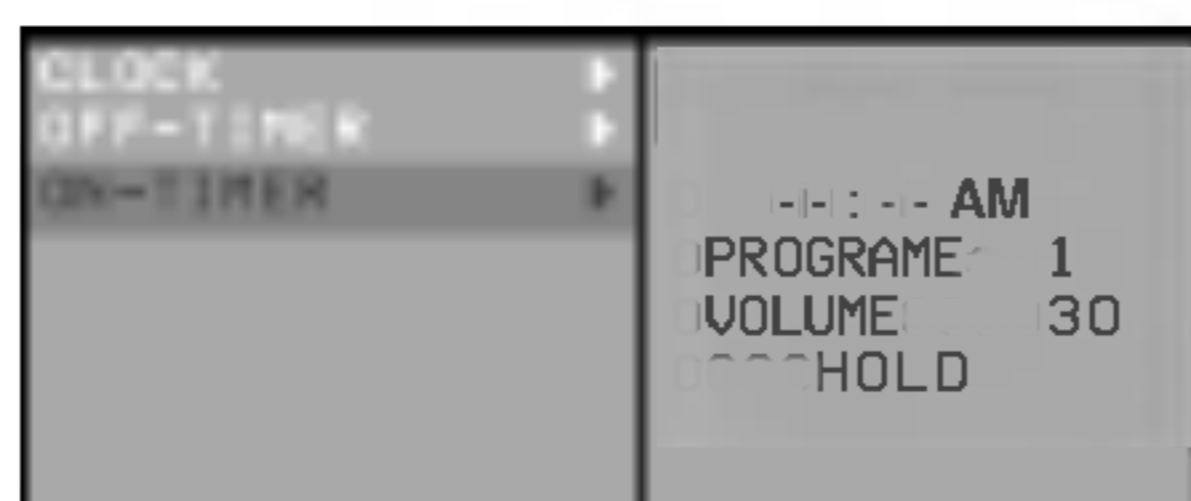 CLOCK
OFF-TIMER
ON-TIMER
--:-- AM
PROGRAME 1
VOLUME 30
HOLD